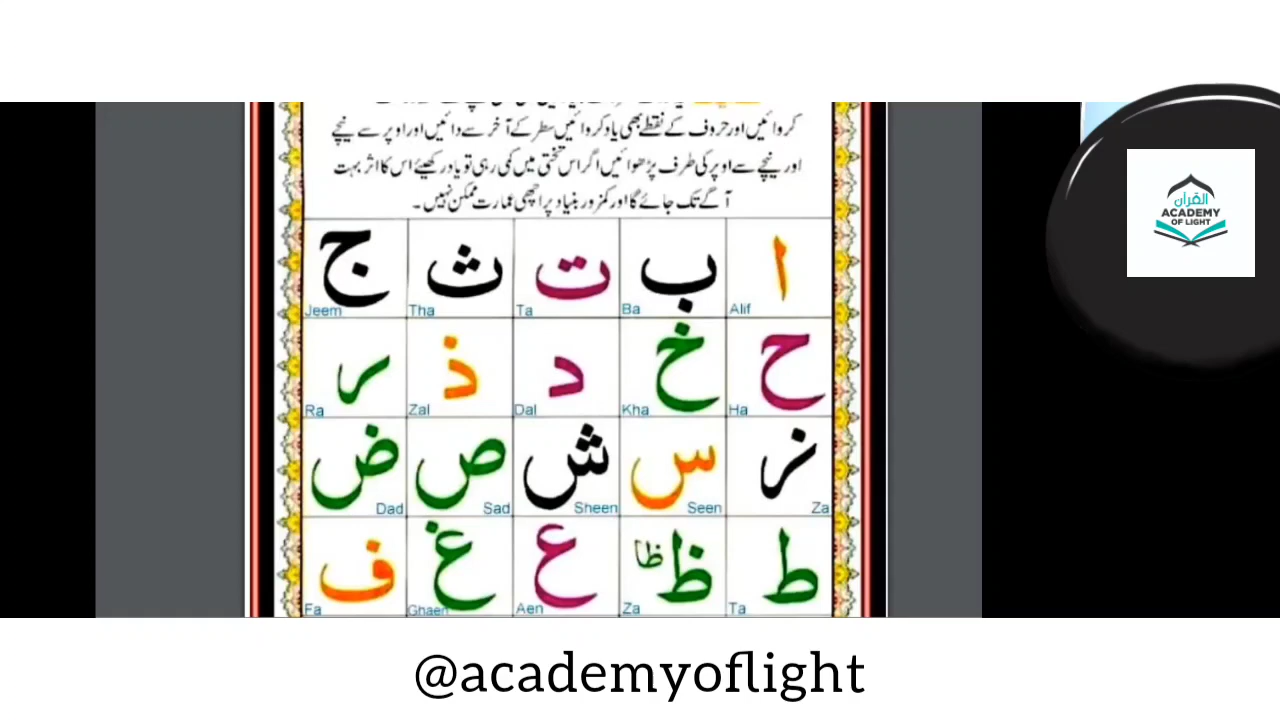 کروائیں اور حروف کے نقطے بھی یاد کروائیں سطر کے آخر سے دائیں اور اوپر سے نیچے
اور نیچے سے اوپر کی طرف پڑھوائیں اگر اس تختی میں کمی رہی تو یاد رکھیئے اس کا اثر بہت
آگے تک جائے گا اور کمزور بنیاد پر اچھی عمارت ممکن نہیں۔
ا ب ت ث ج
Alif Ba Ta Tha Jeem
ح خ د ذ ر
Ha Kha Dal Zal Ra
ز س ش ص ض
Za Seen Sheen Sad Dad
ط ظ ظا ع غ ف
Ta Za Aen Ghaen Fa
القرآن
ACADEMY
OF LIGHT
@academyoflight